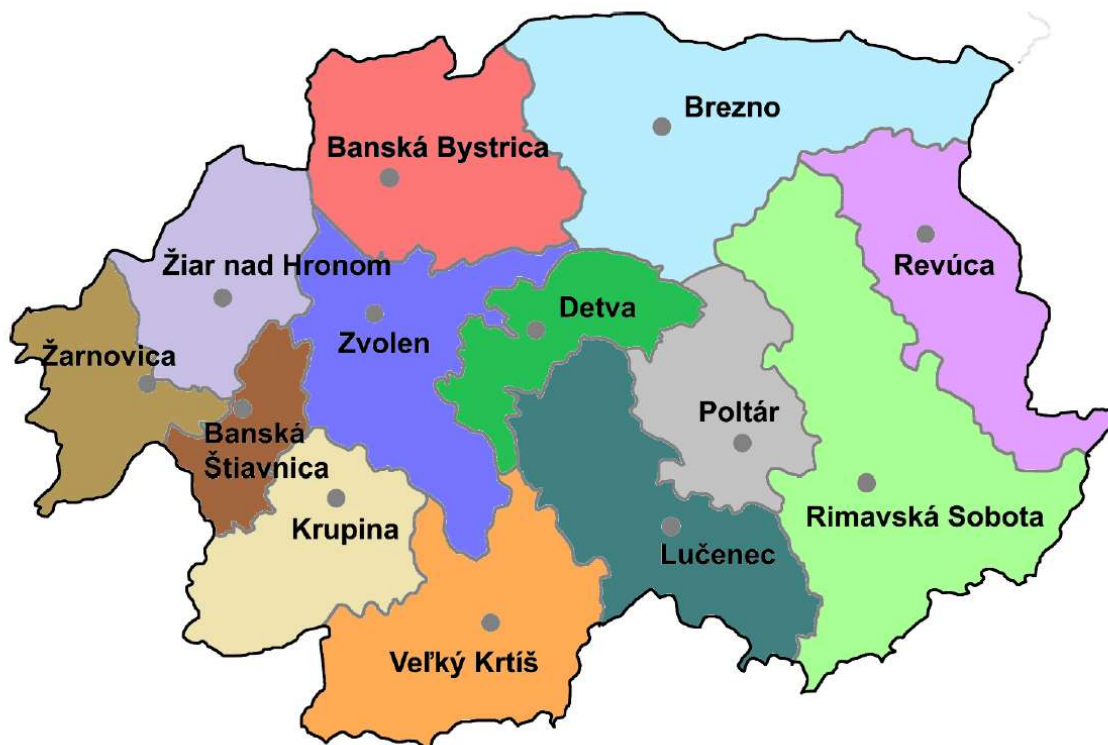 Brezno
Banská Bystrica
Revúca
Žiar nad Hronom
Detva
Zvolen
Žarnovica
Poltár
Banská
Štiavnica
Krupina
Rimavská Sobota
Lučenec
Veľký Krtíš